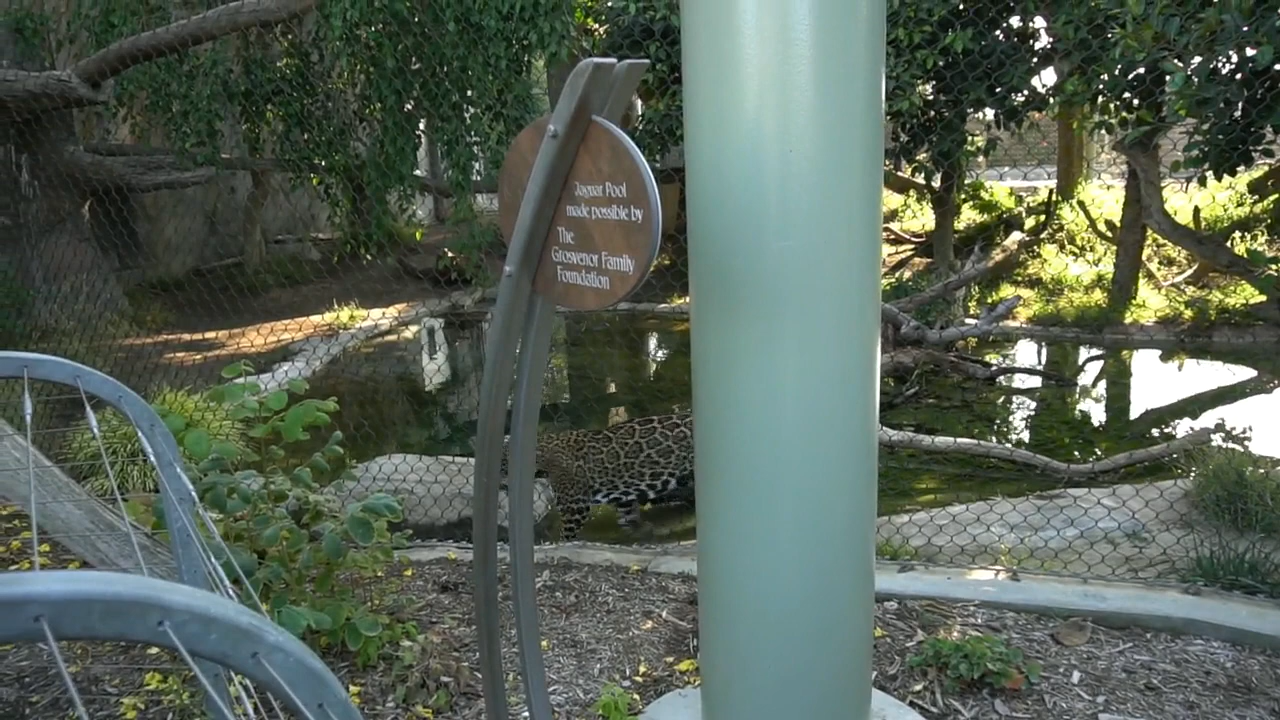 Jaguar Pool
made possible by
The
Grosvenor Family
Foundation